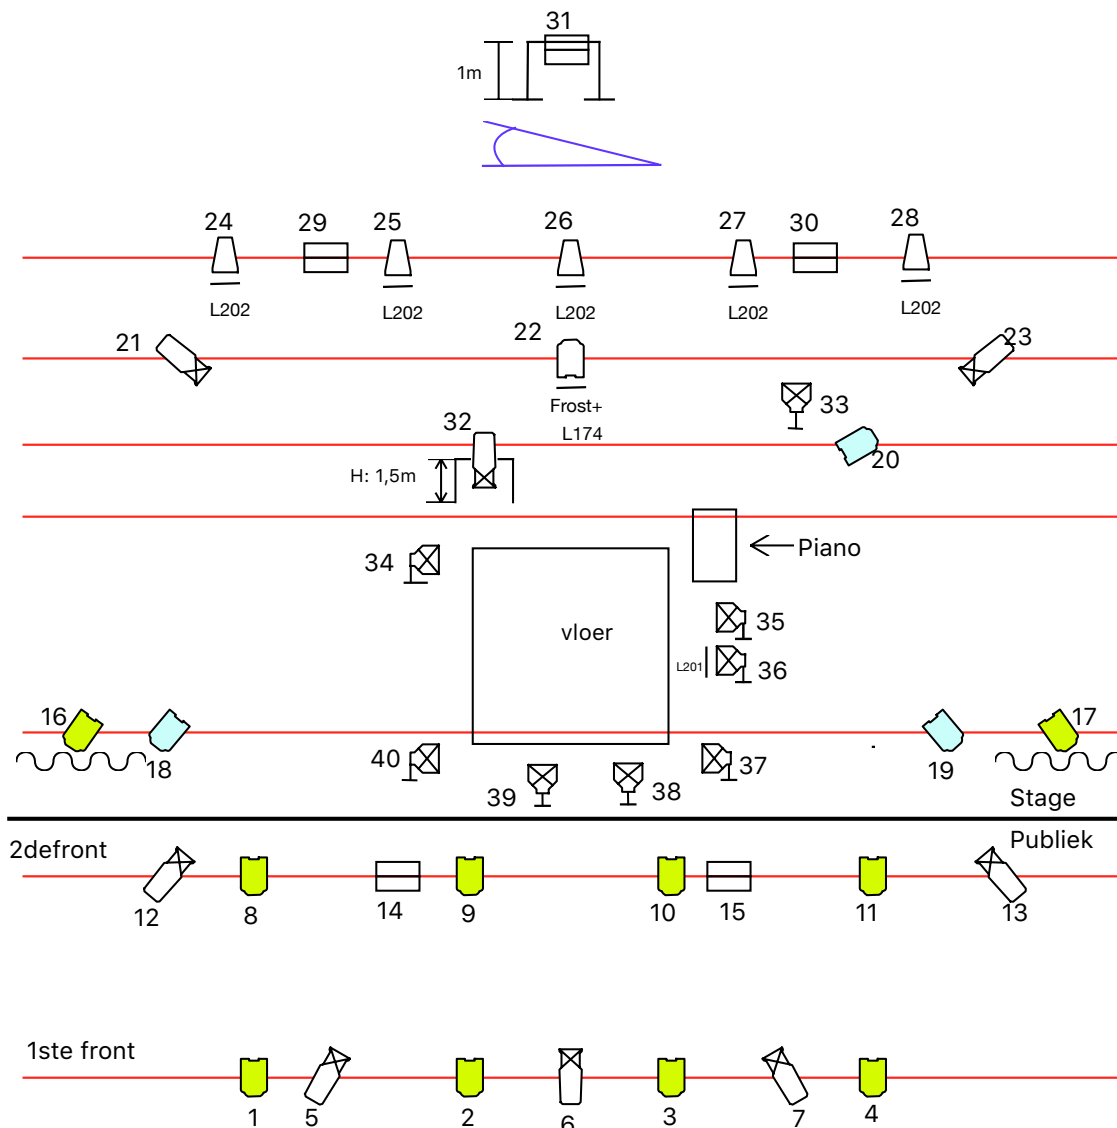 31
1m
24 29 25 26 27 30 28
L202 L202 L202 L202 L202
21 22 23
Frost+
L174
33
32
20
H: 1,5m
Piano
34
35
vloer
L201 36
16 17
18 40 37 19
39 38
Stage
2defront Publiek
12 8 14 9 10 15 11 13
1ste front
1 5 2 6 3 7 4